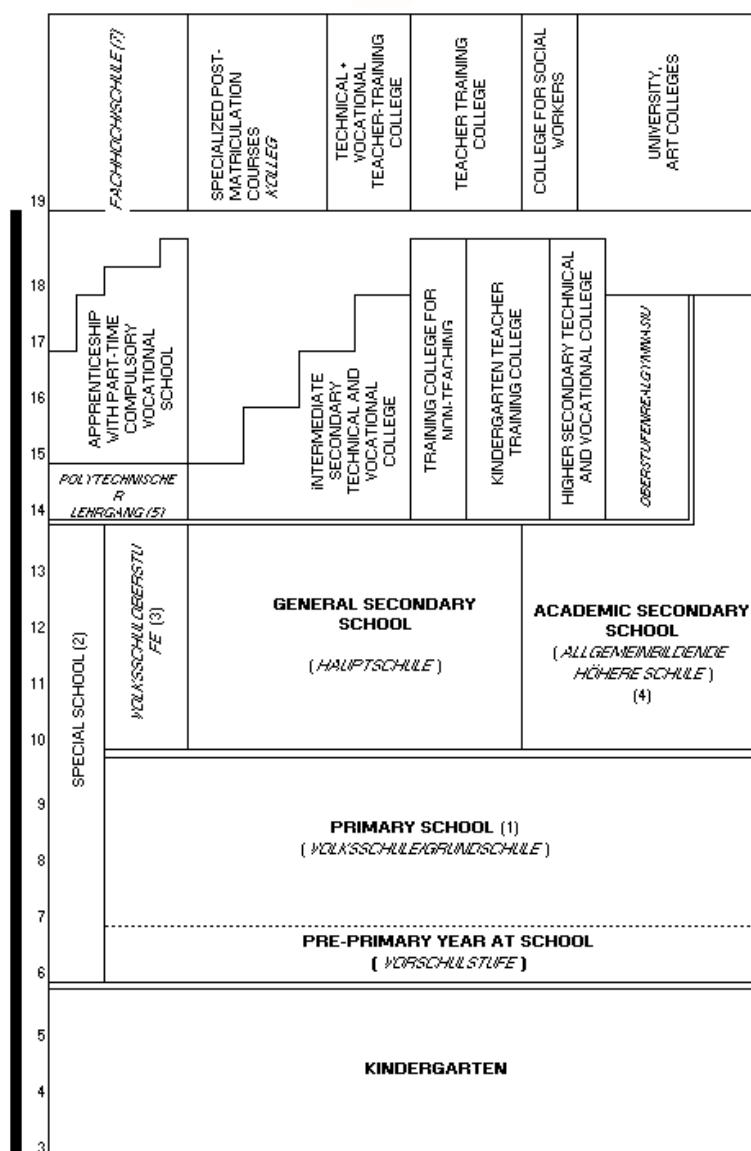 FACHHOCHSCHULE (7)
SPECIALIZED POST-
MATRICULATION
COURSES
KOLLEG
TECHNICAL +
VOCATIONAL
TEACHER-TRAINING
COLLEGE
TEACHER TRAINING
COLLEGE
COLLEGE FOR SOCIAL
WORKERS
UNIVERSITY,
ART COLLEGES
19
18
17
16
15
14
APPRENTICESHIP
WITH PART-TIME
COMPULSORY
VOCATIONAL
SCHOOL
INTERMEDIATE
SECONDARY
TECHNICAL AND
VOCATIONAL
COLLEGE
TRAINING COLLEGE FOR
NON-TEACHING
KINDERGARTEN TEACHER
TRAINING COLLEGE
HIGHER SECONDARY TECHNICAL
AND VOCATIONAL COLLEGE
OBERSTUFENREALGYMNASIU
POLYTECHNISCHE
R
LEHRGANG (5)
13
12
11
10
SPECIAL SCHOOL (2)
VOLKSSCHULOBERSTU
FE (3)
GENERAL SECONDARY
SCHOOL
( HAUPTSCHULE )
ACADEMIC SECONDARY
SCHOOL
( ALLGEMEINBILDENDE
HÖHERE SCHULE )
(4)
9
8
7
6
PRIMARY SCHOOL (1)
( VOLKSSCHULE/GRUNDSCHULE )
PRE-PRIMARY YEAR AT SCHOOL
( VORSCHULSTUFE )
5
4
3
KINDERGARTEN